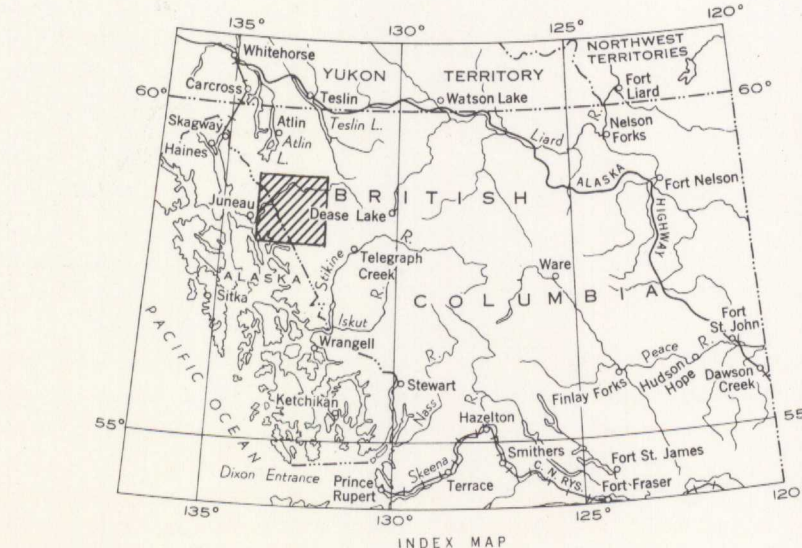 135°
130°
125°
120°
Whitehorse
YUKON TERRITORY
NORTHWEST
TERRITORIES
Carcross
60°
Teslin
Watson Lake
Fort
Liard
60°
Skagway
Atlin
Teslin L.
Atlin
L.
Liard
R.
Nelson
Forks
Haines
ALASKA
HIGHWAY
Fort Nelson
BRITISH
Juneau
Dease Lake
R.
Telegraph
Creek
Stikine
Ware
ALASKA
Sitka
COLUMBIA
R.
Iskut
Fort
St. John
PACIFIC OCEAN
Wrangell
Peace
R.
Hudson
Hope
Dawson
Creek
R.
Stewart
Finlay Forks
Ketchikan
Nass
R.
Hazelton
55°
55°
Smithers
Fort St. James
Dixon Entrance
Prince
Rupert
Skeena
Terrace
C. N. RYS.
Fort Fraser
135°
130°
125°
120
INDEX MAP